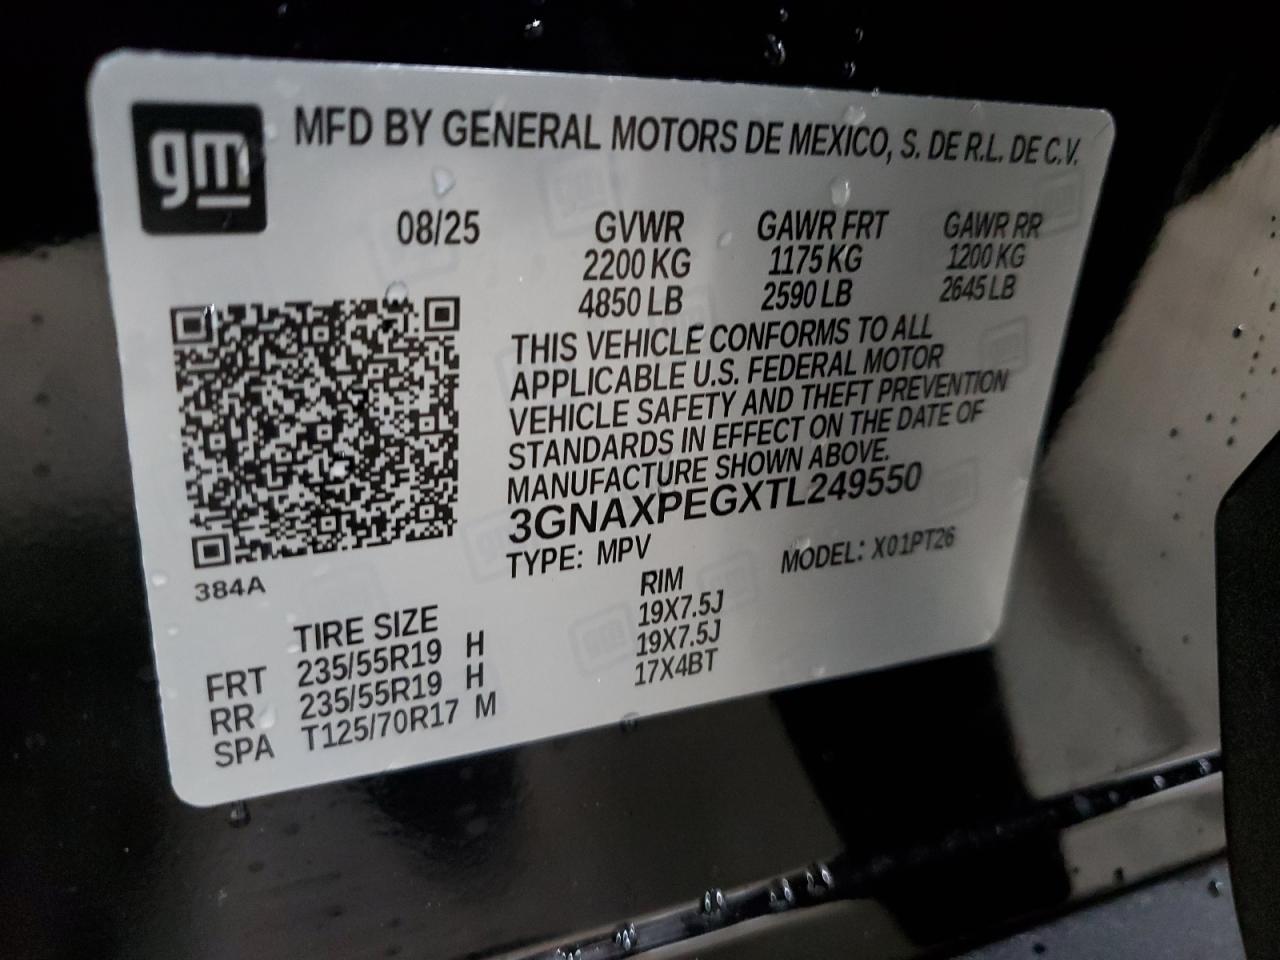 gm
MFD BY GENERAL MOTORS DE MEXICO, S. DE R.L. DE C.V.
08/25 GVWR GAWR FRT GAWR RR
2200 KG 1175 KG 1200 KG
4850 LB 2590 LB 2645 LB
THIS VEHICLE CONFORMS TO ALL
APPLICABLE U.S. FEDERAL MOTOR
VEHICLE SAFETY AND THEFT PREVENTION
STANDARDS IN EFFECT ON THE DATE OF
MANUFACTURE SHOWN ABOVE.
3GNAXPEGXTL249550
TYPE: MPV MODEL: X01PT26
384A
TIRE SIZE RIM
FRT 235/55R19 H 19X7.5J
RR 235/55R19 H 19X7.5J
SPA T125/70R17 M 17X4BT